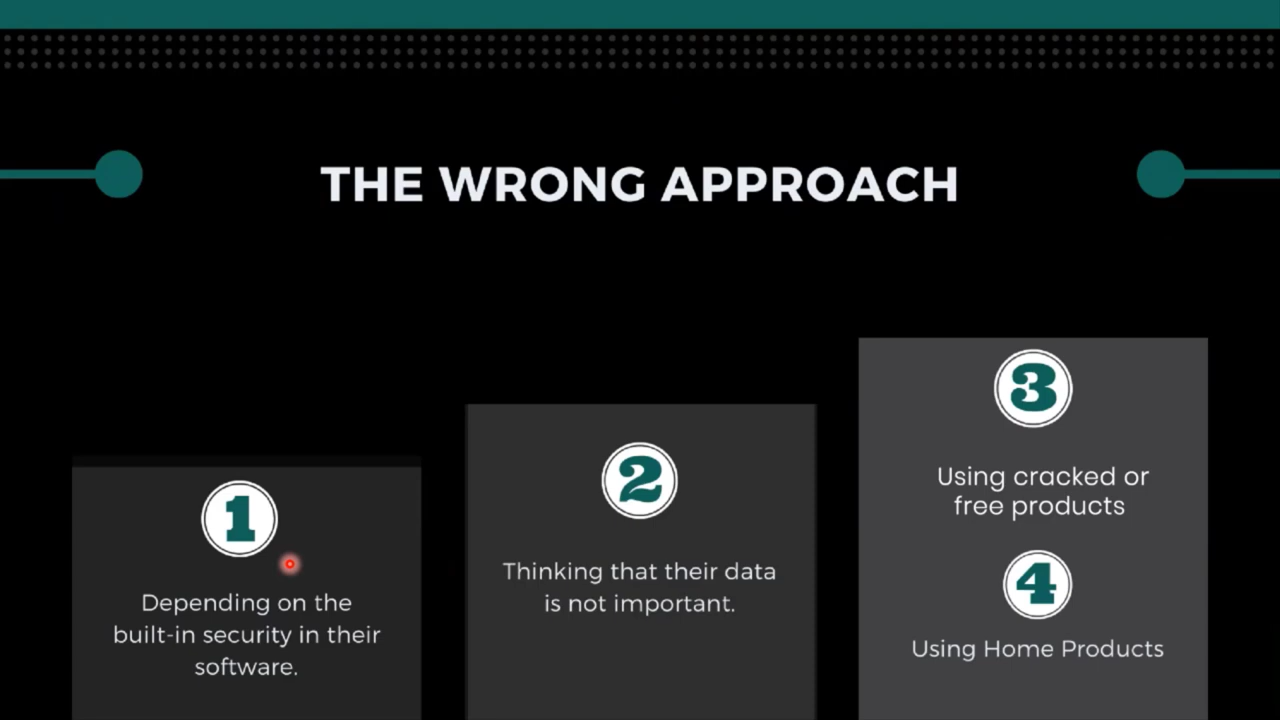 THE WRONG APPROACH
1
Depending on the
built-in security in their
software.
2
Thinking that their data
is not important.
3
Using cracked or
free products
4
Using Home Products